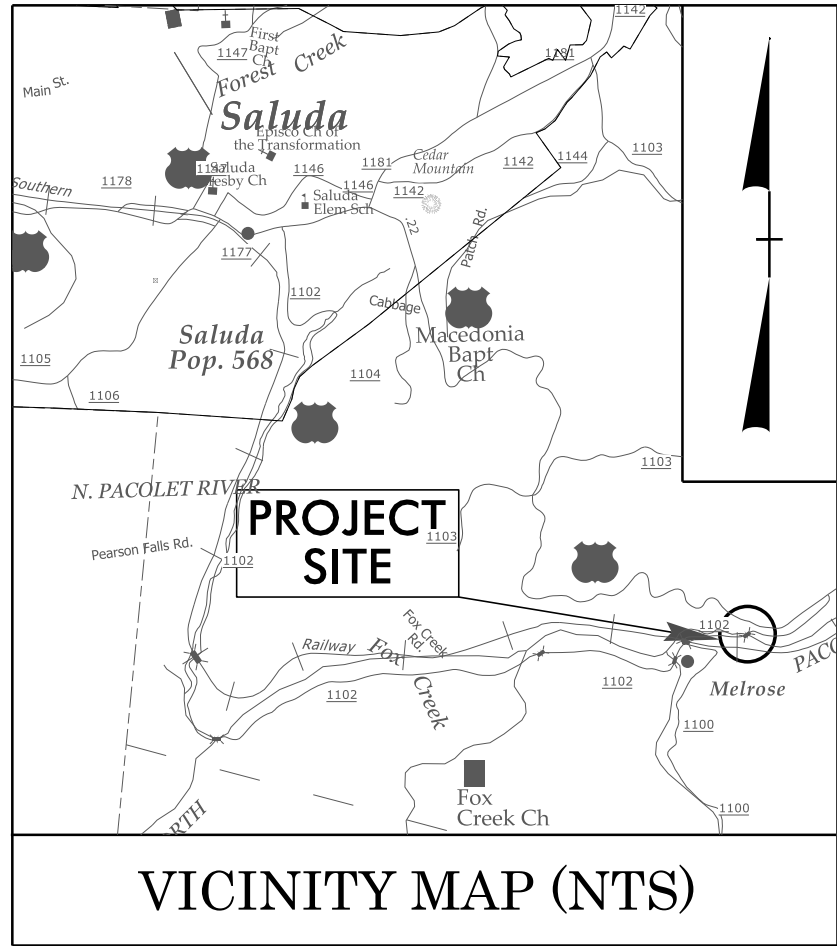 1142
First
Bapt
Ch
1147
1181
Forest Creek
Main St.
Saluda
Episco Ch of
the Transformation
Cedar
Mountain
1181
1142
1144
1103
Saluda
1146
1178
Southern
1146
1142
Saluda
Elem Sch
.22
Patch Rd.
1177
1102
Cabbage
Saluda
Pop. 568
Macedonia
Bapt
Ch
1105
1104
1106
1103
N. PACOLET RIVER
PROJECT
SITE
1103
Pearson Falls Rd.
1102
Fox Creek
Rd.
1102
Railway
Fox
Creek
PACO
1102
1102
Melrose
1100
Fox
Creek Ch
1100
RTH
VICINITY MAP (NTS)